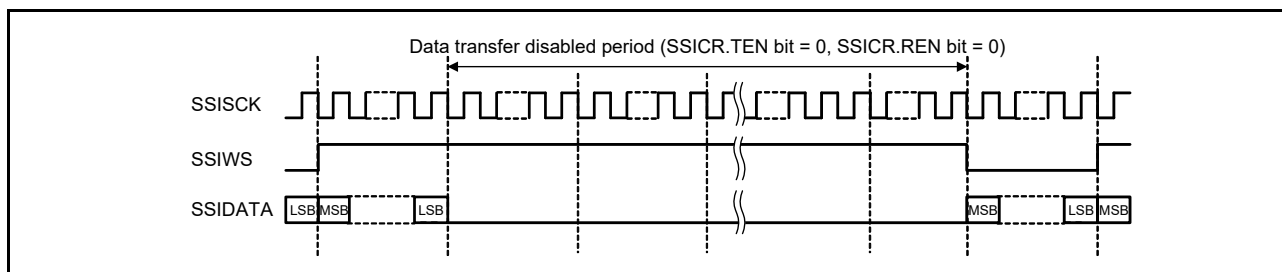 Data transfer disabled period (SSICR.TEN bit = 0, SSICR.REN bit = 0)
SSISCK
SSIWS
SSIDATA LSB MSB LSB MSB LSB MSB